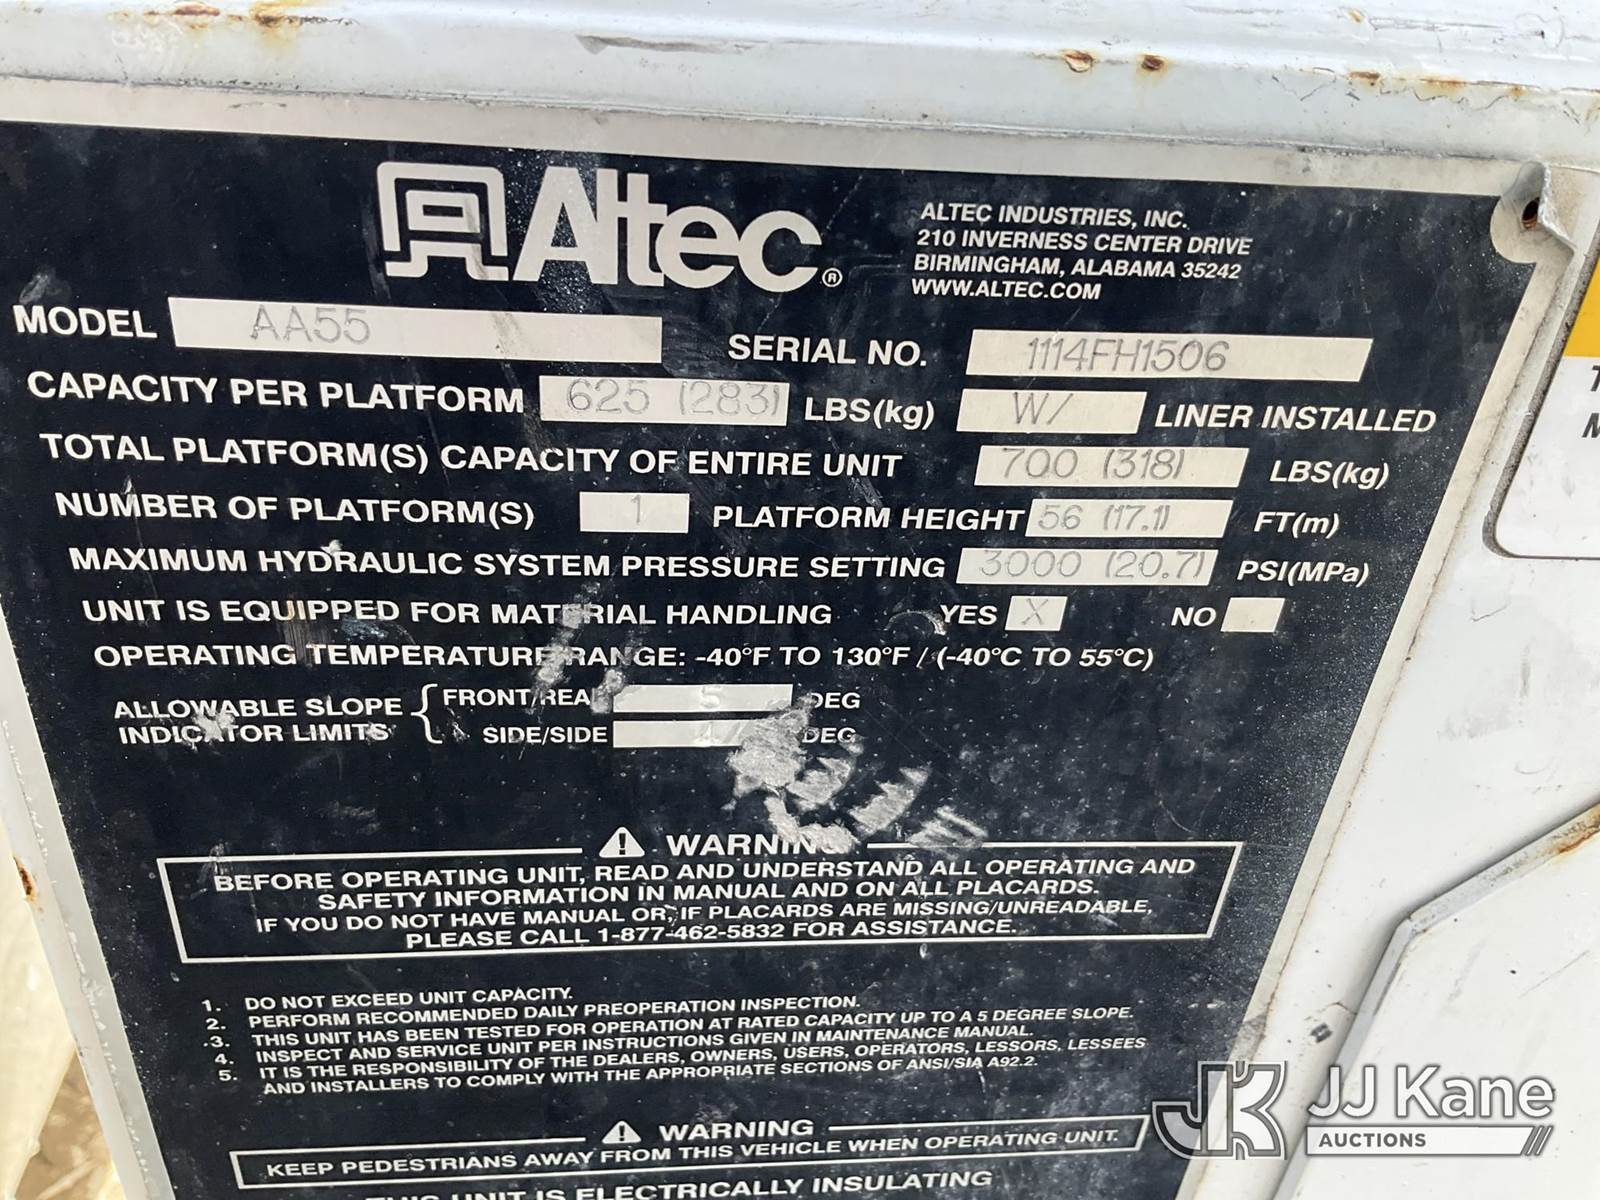 Altec®
ALTEC INDUSTRIES, INC.
210 INVERNESS CENTER DRIVE
BIRMINGHAM, ALABAMA 35242
WWW.ALTEC.COM
MODEL AA55 SERIAL NO. 1114FH1506
CAPACITY PER PLATFORM 625 (283) LBS(kg) W/ LINER INSTALLED
TOTAL PLATFORM(S) CAPACITY OF ENTIRE UNIT 700 (318) LBS(kg)
NUMBER OF PLATFORM(S) 1 PLATFORM HEIGHT 56 (17.1) FT(m)
MAXIMUM HYDRAULIC SYSTEM PRESSURE SETTING 3000 (20.7) PSI(MPa)
UNIT IS EQUIPPED FOR MATERIAL HANDLING YES X NO
OPERATING TEMPERATURE RANGE: -40°F TO 130°F / (-40°C TO 55°C)
ALLOWABLE SLOPE { FRONT/REAR 5 DEG
INDICATOR LIMITS SIDE/SIDE DEG
⚠ WARNING
BEFORE OPERATING UNIT, READ AND UNDERSTAND ALL OPERATING AND
SAFETY INFORMATION IN MANUAL AND ON ALL PLACARDS.
IF YOU DO NOT HAVE MANUAL OR, IF PLACARDS ARE MISSING/UNREADABLE,
PLEASE CALL 1-877-462-5832 FOR ASSISTANCE.
1. DO NOT EXCEED UNIT CAPACITY.
2. PERFORM RECOMMENDED DAILY PREOPERATION INSPECTION.
3. THIS UNIT HAS BEEN TESTED FOR OPERATION AT RATED CAPACITY UP TO A 5 DEGREE SLOPE.
4. INSPECT AND SERVICE UNIT PER INSTRUCTIONS GIVEN IN MAINTENANCE MANUAL.
5. IT IS THE RESPONSIBILITY OF THE DEALERS, OWNERS, USERS, OPERATORS, LESSORS, LESSEES
AND INSTALLERS TO COMPLY WITH THE APPROPRIATE SECTIONS OF ANSI/SIA A92.2.
⚠ WARNING
KEEP PEDESTRIANS AWAY FROM THIS VEHICLE WHEN OPERATING UNIT.
THIS UNIT IS ELECTRICALLY INSULATING
JK JJ Kane
AUCTIONS